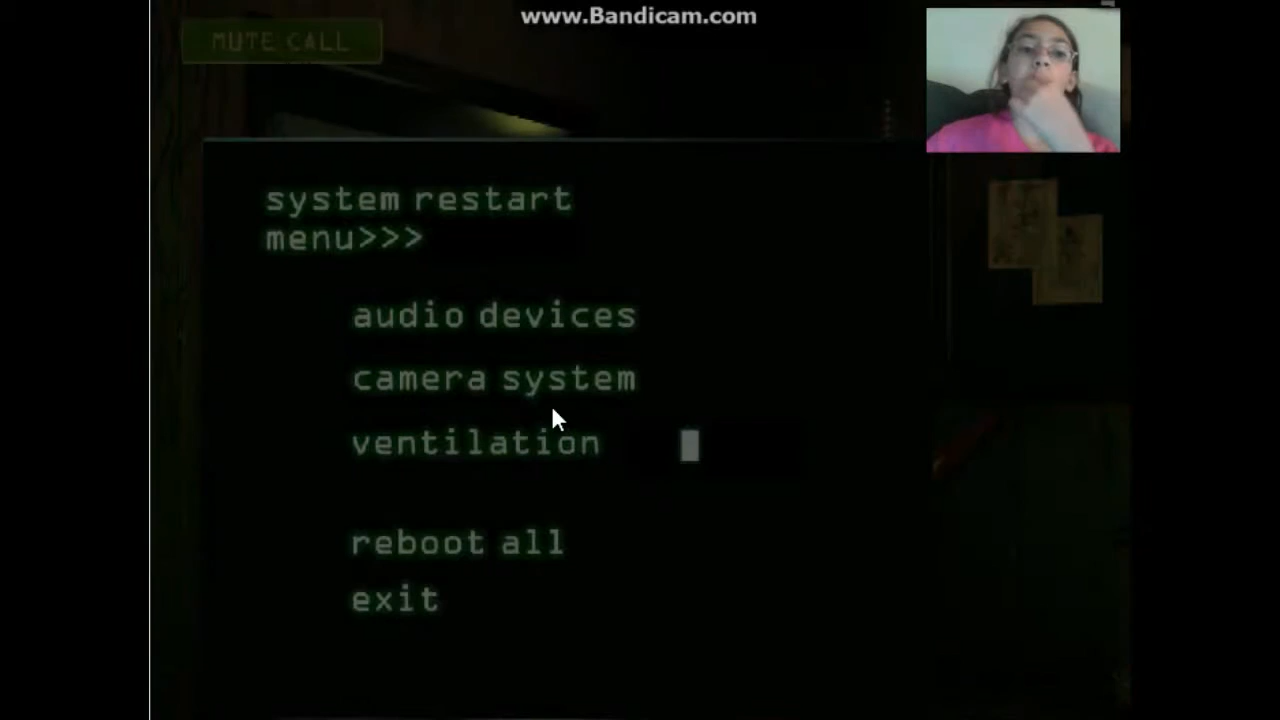 www.Bandicam.com
MUTE CALL
system restart
menu>>>
audio devices
camera system
ventilation
reboot all
exit